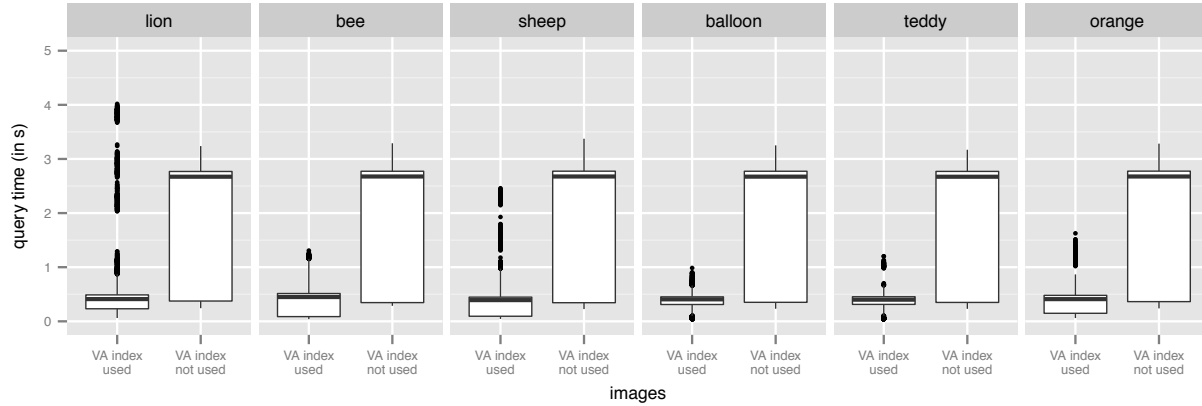 lion bee sheep balloon teddy orange
5
4
3
2
1
0
query time (in s)
VA index VA index VA index VA index VA index VA index VA index VA index VA index VA index VA index VA index
used not used used not used used not used used not used used not used used not used
images